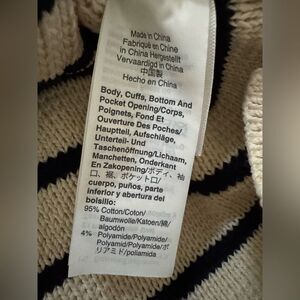 Made in China
Fabriqué en Chine
in China Hergestellt
Vervaardigd in China
中国製
Hecho en China
Body, Cuffs, Bottom And
Pocket Opening/Corps,
Poignets, Fond Et
Ouverture Des Poches/
Hauptteil, Aufschläge,
Unterteil- Und
Taschenöffnung/Lichaam,
Manchetten, Onderkant
En Zakopening/ボディ、袖
口、裾、ポケット口/
cuerpo, puños, parte
inferior y abertura del
bolsillo:
95% Cotton/Coton/
Baumwolle/Katoen/綿/
algodón
4% Polyamide/Polyamide/
Polyamid/Polyamide/ポ
リアミド/poliamida